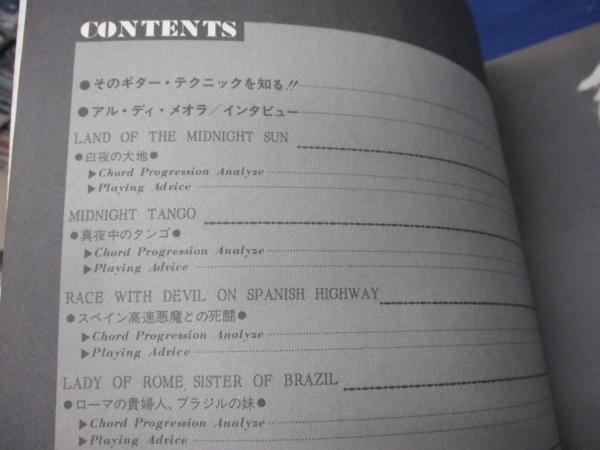 CONTENTS
●そのギター・テクニックを知る!!
●アル・ディ・メオラ/インタビュー
LAND OF THE MIDNIGHT SUN
●白夜の大地●
▶Chord Progression Analyze
▶Playing Advice
MIDNIGHT TANGO
●真夜中のタンゴ●
▶Chord Progression Analyze
▶Playing Advice
RACE WITH DEVIL ON SPANISH HIGHWAY
●スペイン高速悪魔との死闘●
▶Chord Progression Analyze
▶Playing Advice
LADY OF ROME, SISTER OF BRAZIL
●ローマの貴婦人、ブラジルの妹●
▶Chord Progression Analyze
▶Playing Advice